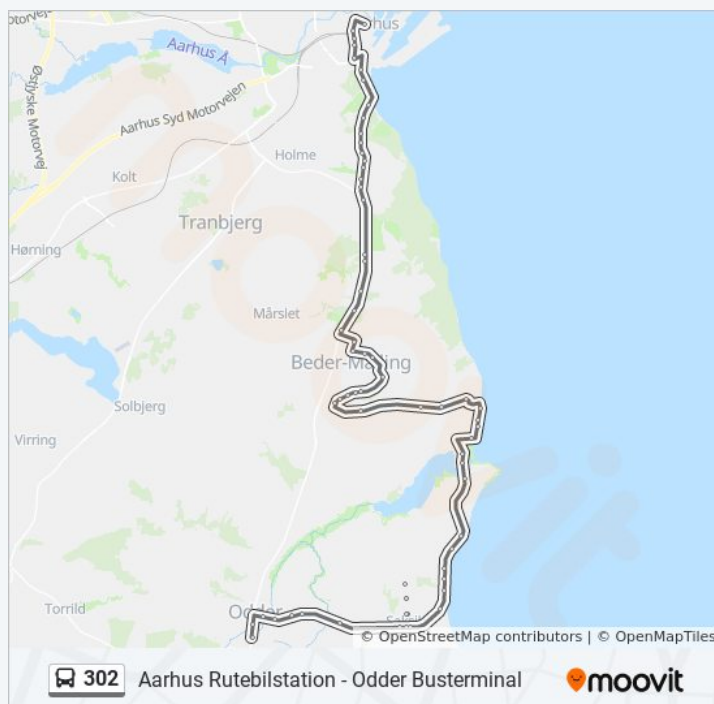 Aarhus Å
Østjyske Motorvej
Aarhus Syd Motorvejen
Holme
Kolt
Tranbjerg
Hørning
Mårslet
Beder-Malling
Solbjerg
Virring
Torrild
Odder
© OpenStreetMap contributors | © OpenMapTiles
302 Aarhus Rutebilstation - Odder Busterminal moovit